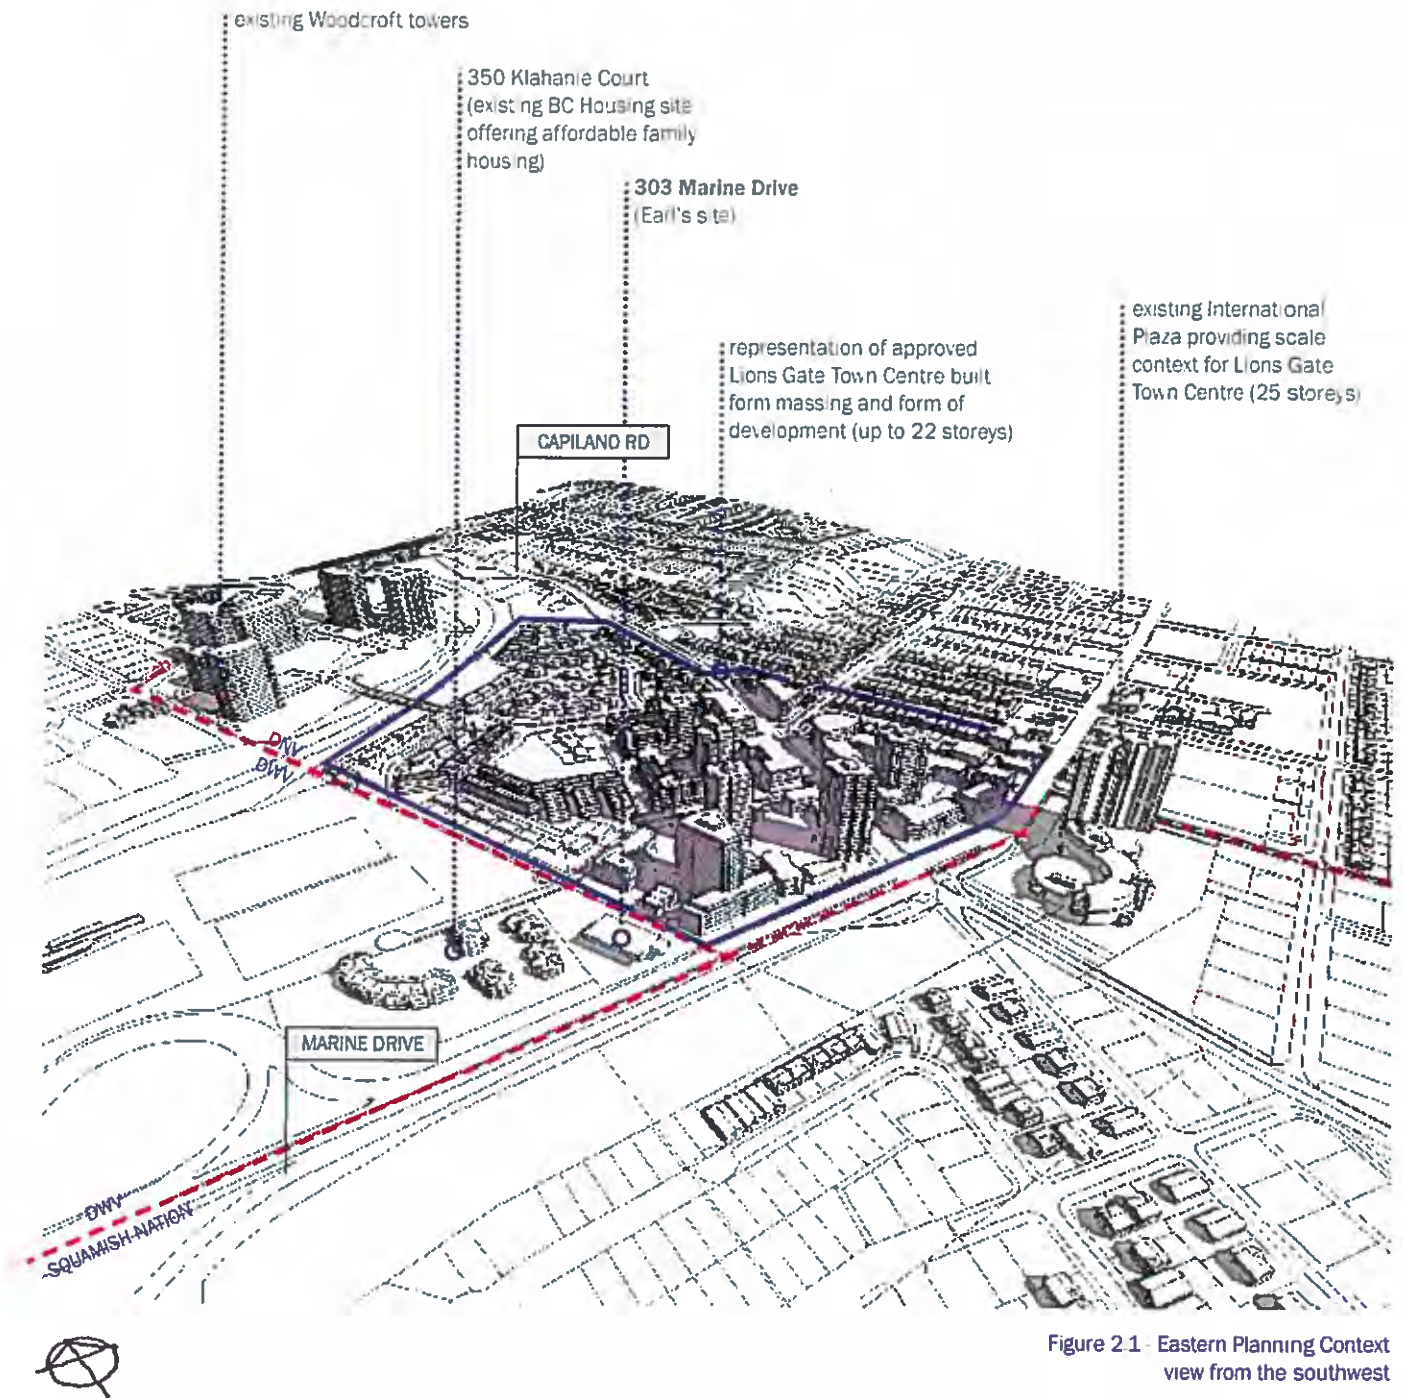 existing Woodcroft towers
350 Klahanie Court
(existing BC Housing site
offering affordable family
housing)
303 Marine Drive
(Earl's site)
representation of approved
Lions Gate Town Centre built
form massing and form of
development (up to 22 storeys)
existing International
Plaza providing scale
context for Lions Gate
Town Centre (25 storeys)
CAPILANO RD
DNV
DWV
MARINE DRIVE
DWV
SQUAMISH NATION
Figure 2.1 - Eastern Planning Context
view from the southwest